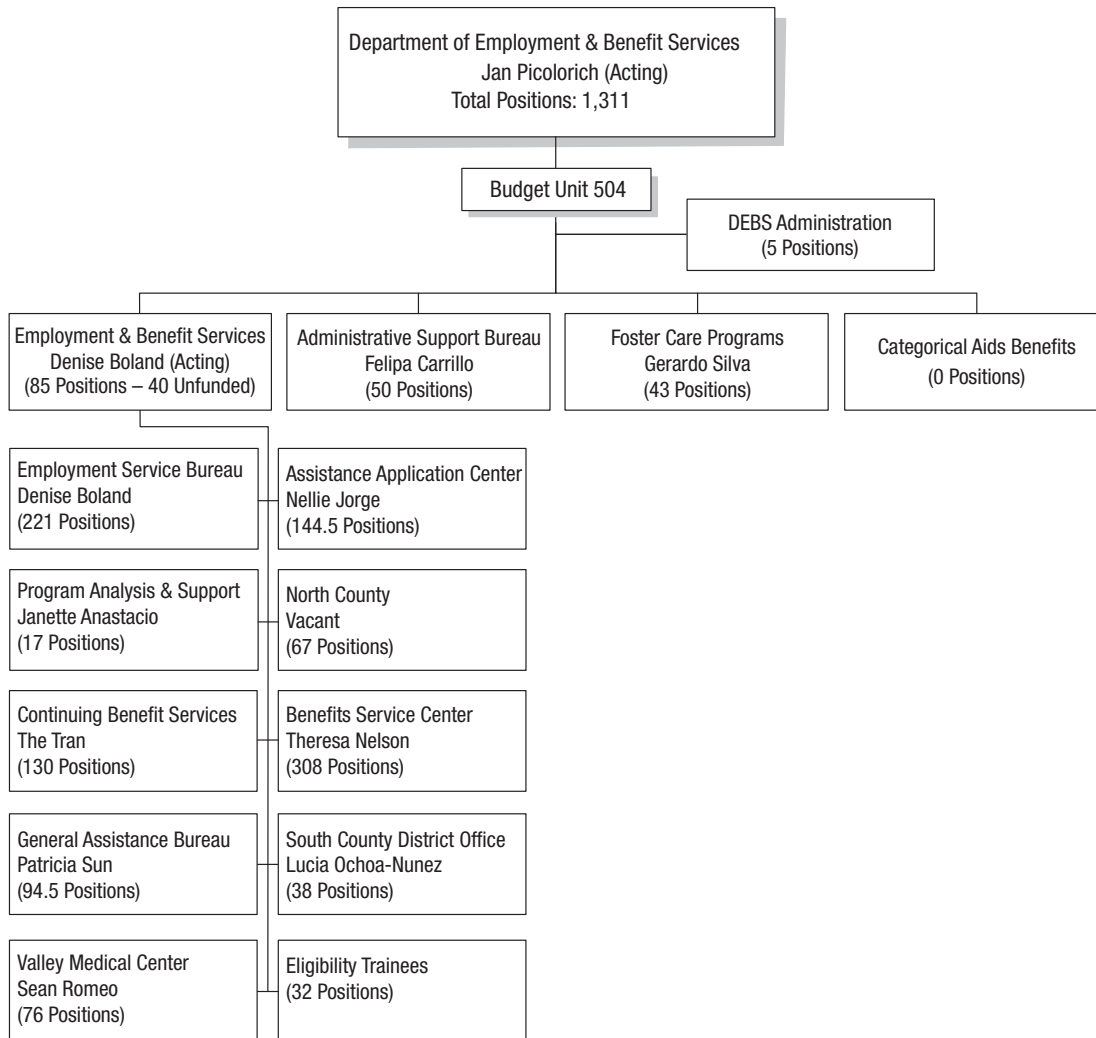 Department of Employment & Benefit Services
Jan Picolorich (Acting)
Total Positions: 1,311
Budget Unit 504
DEBS Administration
(5 Positions)
Employment & Benefit Services
Denise Boland (Acting)
(85 Positions – 40 Unfunded)
Administrative Support Bureau
Felipa Carrillo
(50 Positions)
Foster Care Programs
Gerardo Silva
(43 Positions)
Categorical Aids Benefits
(0 Positions)
Employment Service Bureau
Denise Boland
(221 Positions)
Assistance Application Center
Nellie Jorge
(144.5 Positions)
Program Analysis & Support
Janette Anastacio
(17 Positions)
North County
Vacant
(67 Positions)
Continuing Benefit Services
The Tran
(130 Positions)
Benefits Service Center
Theresa Nelson
(308 Positions)
General Assistance Bureau
Patricia Sun
(94.5 Positions)
South County District Office
Lucia Ochoa-Nunez
(38 Positions)
Valley Medical Center
Sean Romeo
(76 Positions)
Eligibility Trainees
(32 Positions)